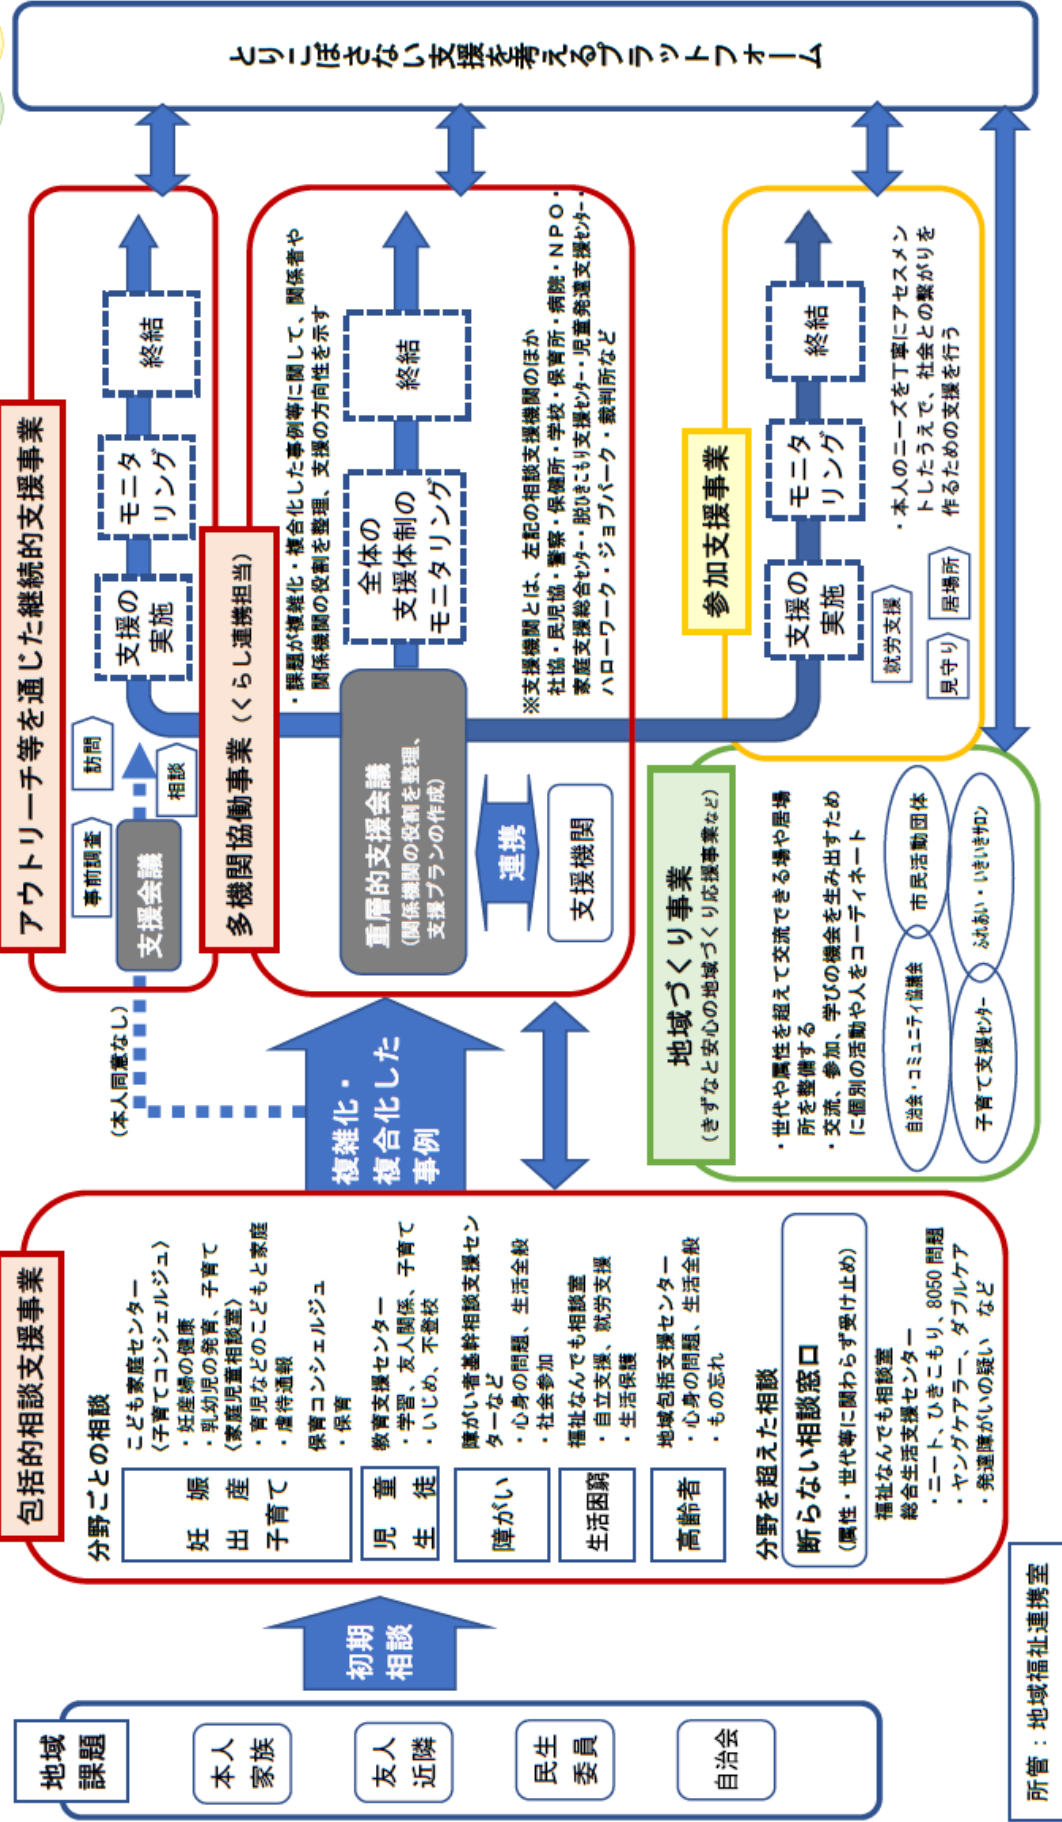 地域
課題
本人
家族
友人
近隣
民生
委員
自治会
初期
相談
包括的相談支援事業
分野ごとの相談
妊娠
出産
子育て
こども家庭センター
〈子育てコンシェルジュ〉
・妊産婦の健康
・乳幼児の発育、子育て
〈家庭児童相談室〉
・育児などのこどもと家庭
・虐待通報
保育コンシェルジュ
・保育
児童
生徒
教育支援センター
・学習、友人関係、子育て
・いじめ、不登校
障がい
障がい者基幹相談支援セン
ターなど
・心身の問題、生活全般
・社会参加
生活困窮
福祉なんでも相談室
・自立支援、就労支援
・生活保護
高齢者
地域包括支援センター
・心身の問題、生活全般
・もの忘れ
分野を超えた相談
断らない相談窓口
(属性・世代等に関わらず受け止め)
福祉なんでも相談室
総合生活支援センター
・ニート、ひきこもり、8050問題
・ヤングケアラー、ダブルケア
・発達障がいの疑い など
複雑化・
複合化した
事例
(本人同意なし)
アウトリーチ等を通じた継続的支援事業
支援会議
事前調査
訪問
相談
支援の
実施
モニタ
リング
終結
多機関協働事業(くらし連携担当)
・課題が複雑化・複合化した事例等に関して、関係者や
関係機関の役割を整理、支援の方向性を示す
重層的支援会議
(関係機関の役割を整理、
支援プランの作成)
全体の
支援体制の
モニタリング
終結
連携
支援機関
※支援機関とは、左記の相談支援機関のほか
社協・民児協・警察・保健所・学校・保育所・病院・NPO・
家庭支援総合センター・脱ひきこもり支援センター・児童発達支援センター・
ハローワーク・ジョブパーク・裁判所など
地域づくり事業
(きずなと安心の地域づくり応援事業など)
・世代や属性を超えて交流できる場や居場
所を整備する
・交流、参加、学びの機会を生み出すため
に個別の活動や人をコーディネート
自治会・コミュニティ協議会
市民活動団体
子育て支援センター
ふれあい・いきいきサロン
参加支援事業
支援の
実施
モニタ
リング
終結
就労支援
見守り
居場所
・本人のニーズを丁寧にアセスメン
トしたうえで、社会との繋がりを
作るための支援を行う
とりこぼさない支援を考えるプラットフォーム
所管：地域福祉連携室